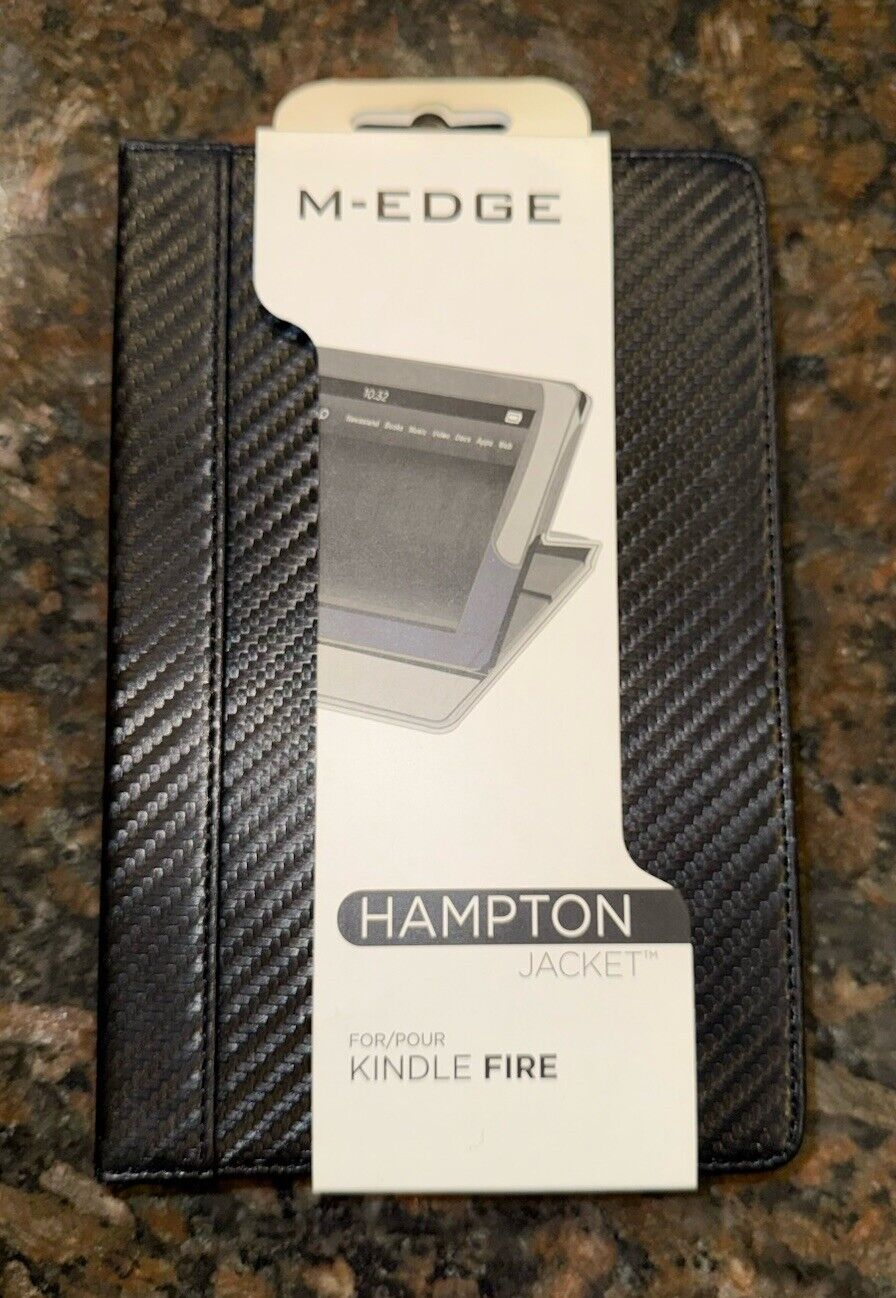 M-EDGE
10:32
Newsstand Books Music Video Docs Apps Web
HAMPTON
JACKET™
FOR/POUR
KINDLE FIRE